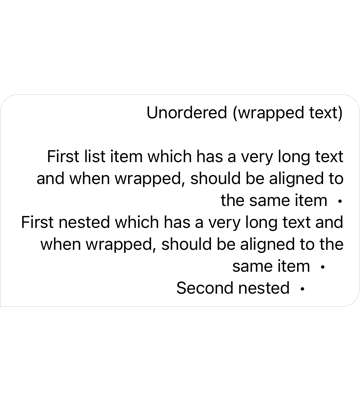 Unordered (wrapped text)
First list item which has a very long text
and when wrapped, should be aligned to
the same item •
First nested which has a very long text and
when wrapped, should be aligned to the
same item •
Second nested •